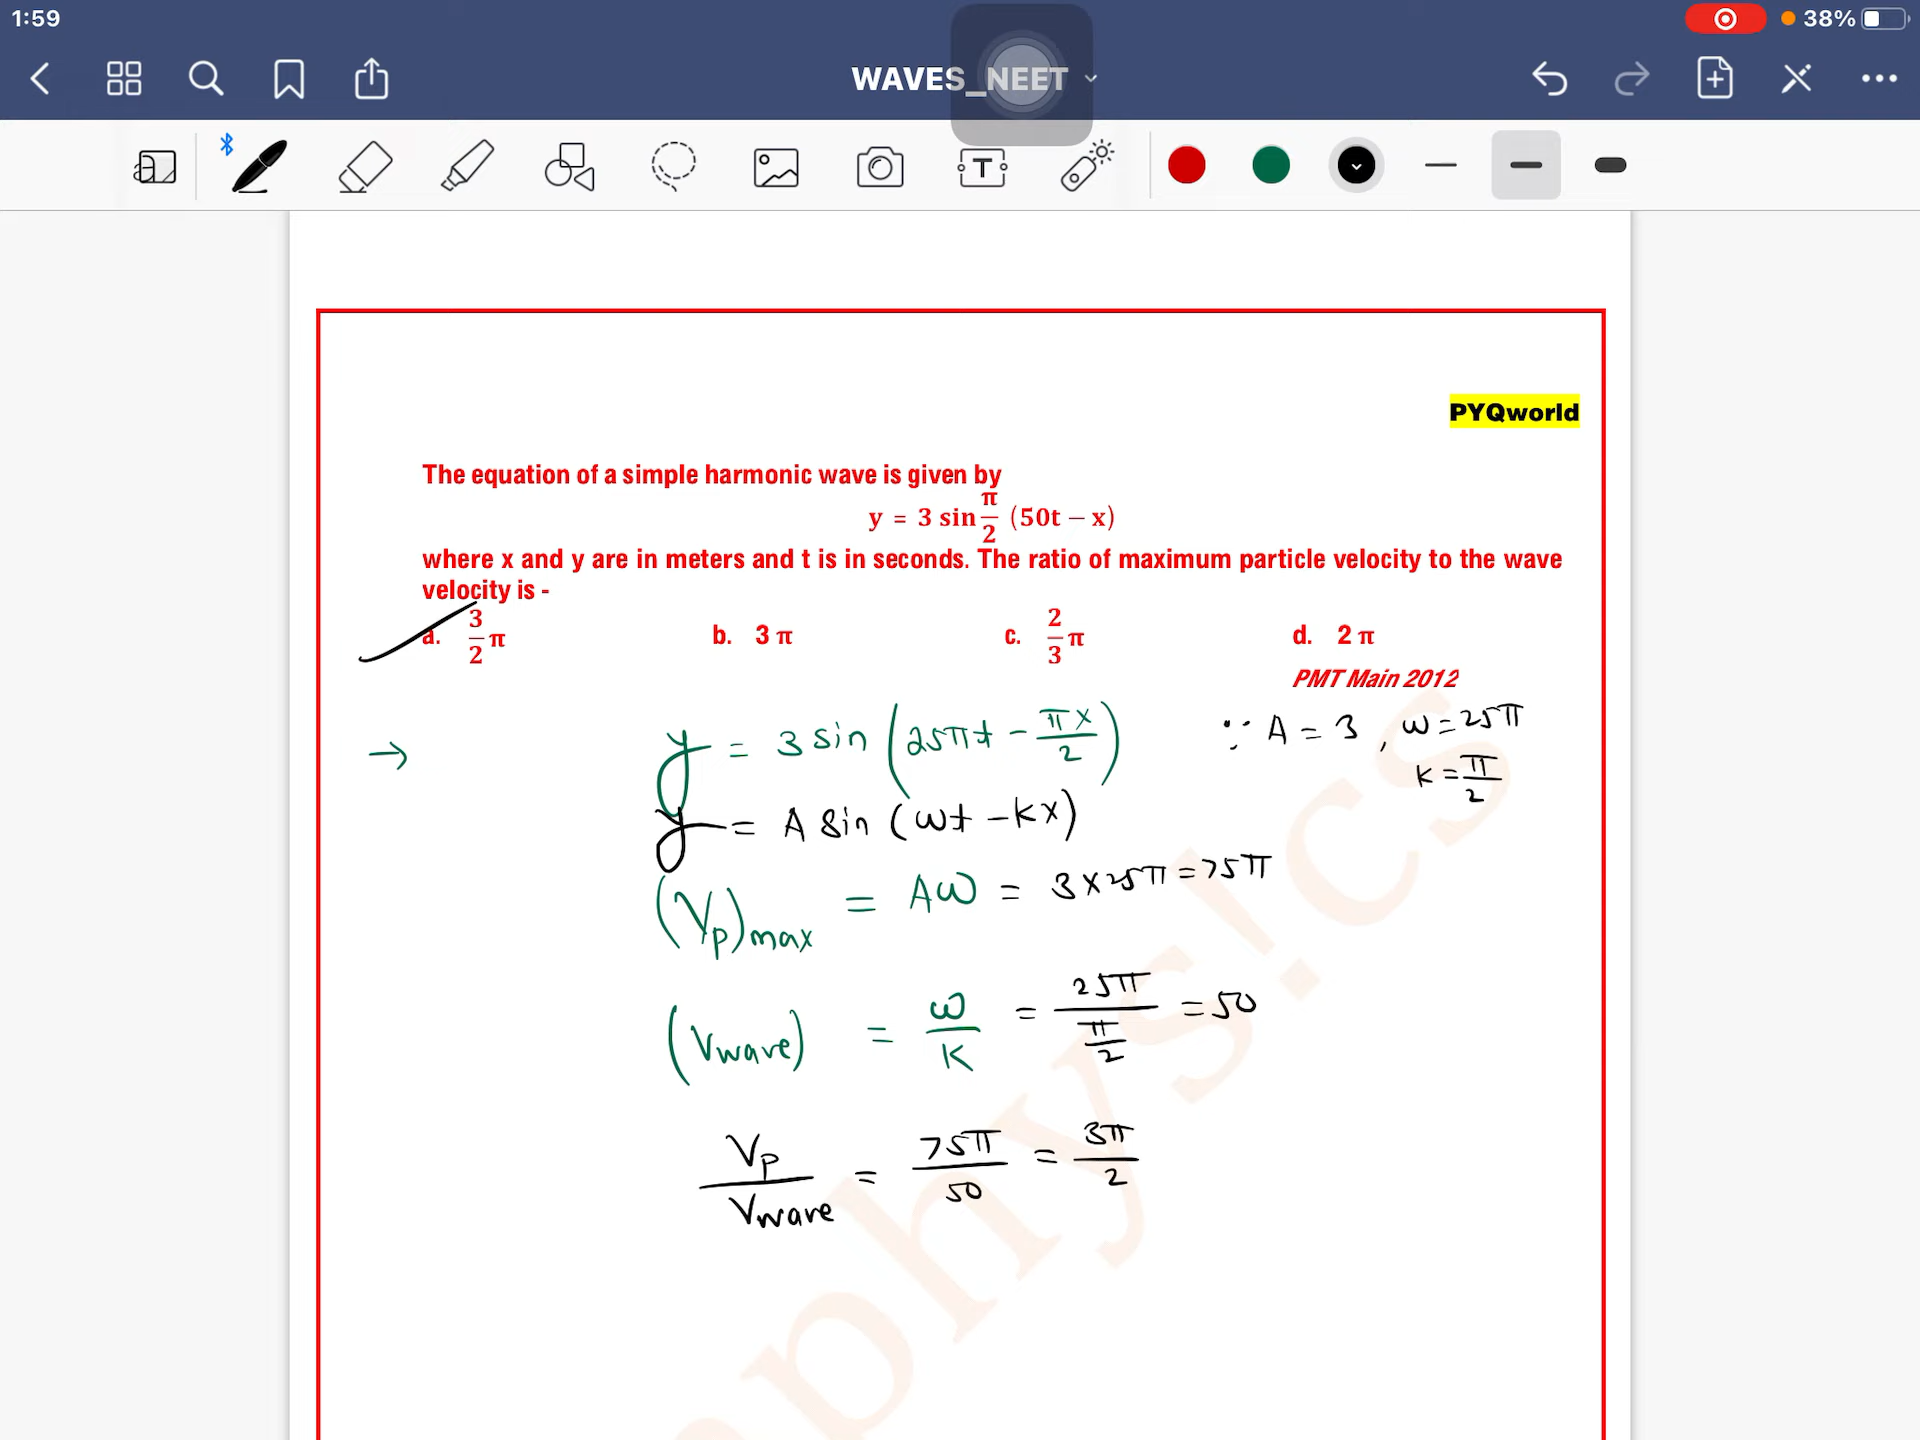 1:59
38%
WAVES_NEET
PYQworld
The equation of a simple harmonic wave is given by
y = 3 sin π/2 (50t – x)
where x and y are in meters and t is in seconds. The ratio of maximum particle velocity to the wave
velocity is -
a. 3/2 π b. 3 π c. 2/3 π d. 2 π
PMT Main 2012
→ y = 3 sin (25πt - πx/2) ∵ A = 3, ω = 25π
k = π/2
y = A sin (ωt - kx)
(Vp)max = Aω = 3 × 25π = 75π
(Vwave) = ω/K = 25π/(π/2) = 50
Vp/Vwave = 75π/50 = 3π/2
phys!cs